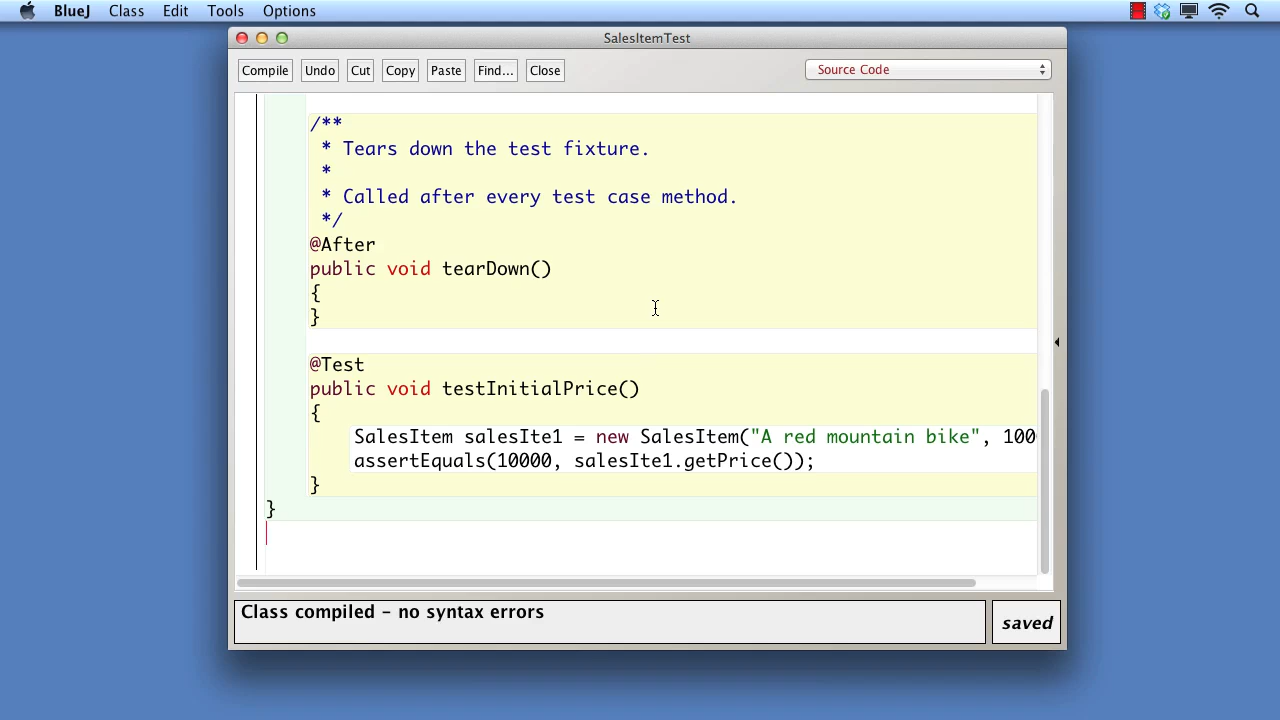 BlueJ Class Edit Tools Options
SalesItemTest
Compile Undo Cut Copy Paste Find... Close Source Code
/**
* Tears down the test fixture.
*
* Called after every test case method.
*/
@After
public void tearDown()
{
}
@Test
public void testInitialPrice()
{
SalesItem salesIte1 = new SalesItem("A red mountain bike", 100
assertEquals(10000, salesIte1.getPrice());
}
}
Class compiled - no syntax errors
saved